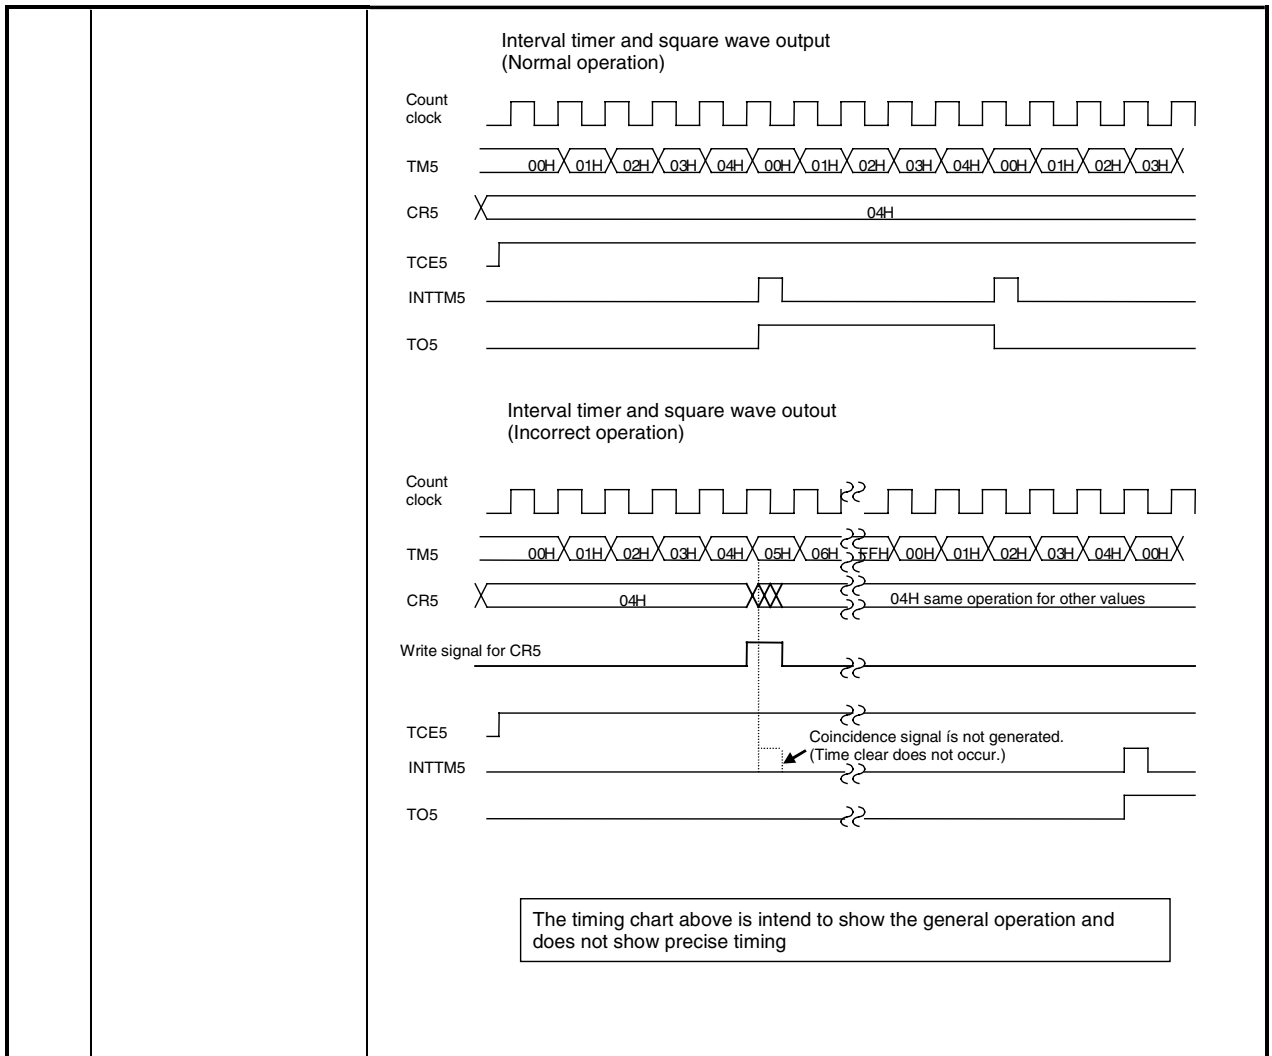 Interval timer and square wave output
(Normal operation)
Count
clock
TM5 00H 01H 02H 03H 04H 00H 01H 02H 03H 04H 00H 01H 02H 03H
CR5 04H
TCE5
INTTM5
TO5
Interval timer and square wave outout
(Incorrect operation)
Count
clock
TM5 00H 01H 02H 03H 04H 05H 06H FFH 00H 01H 02H 03H 04H 00H
CR5 04H 04H same operation for other values
Write signal for CR5
TCE5
Coincidence signal ís not generated.
(Time clear does not occur.)
INTTM5
TO5
The timing chart above is intend to show the general operation and
does not show precise timing